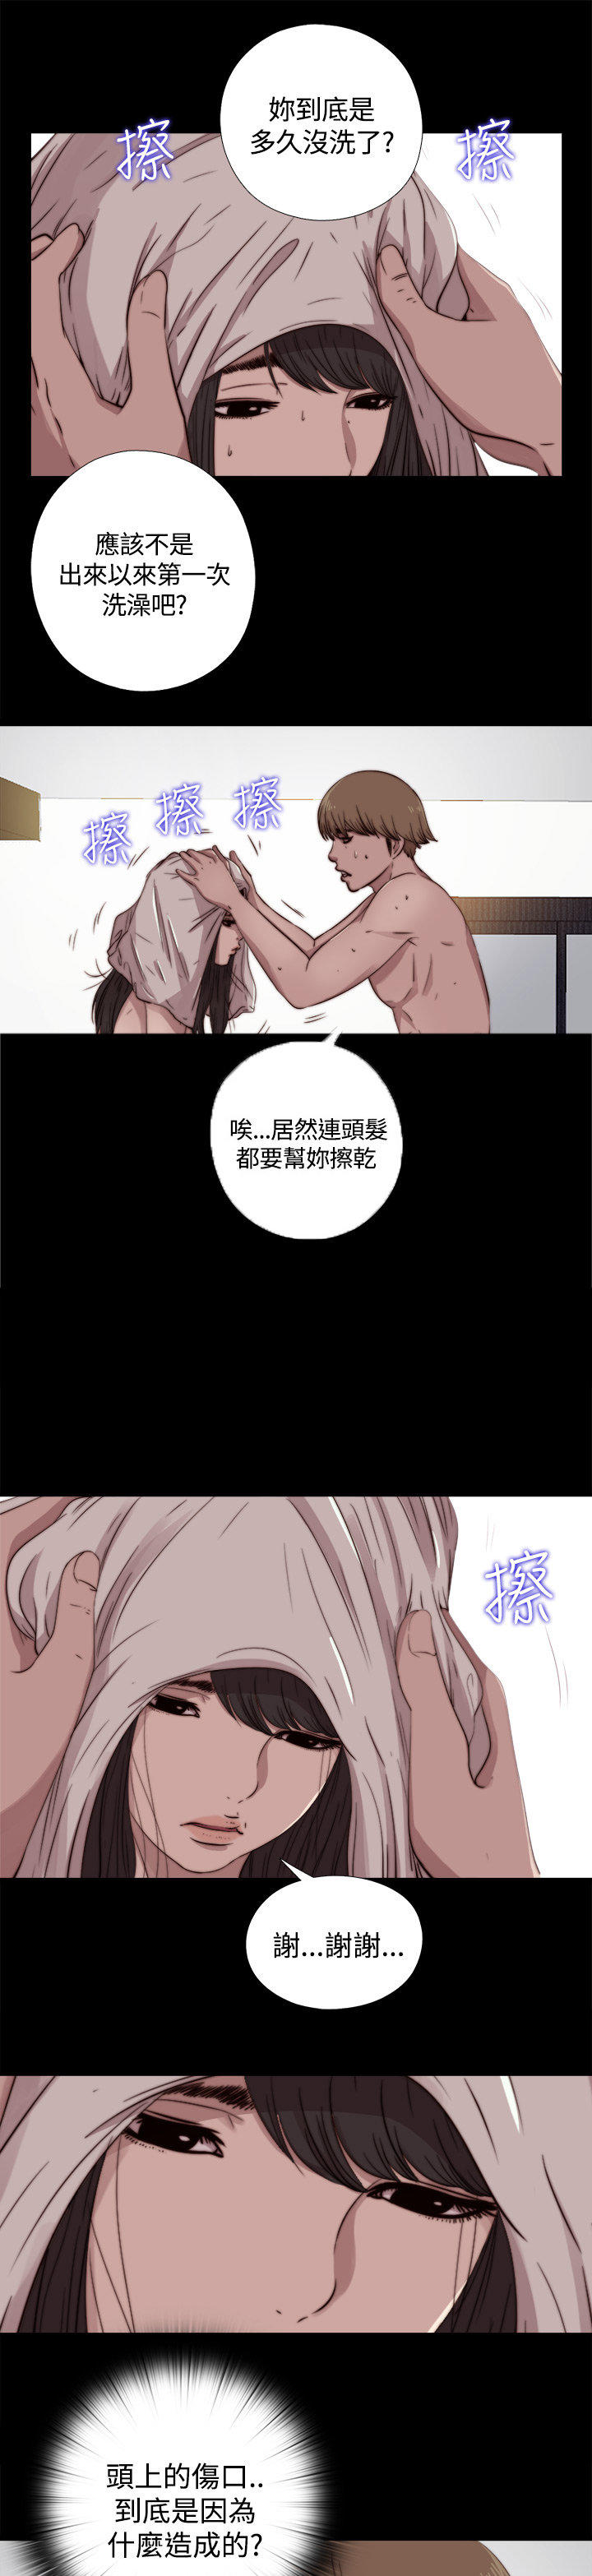 妳到底是
多久沒洗了?
擦
擦
應該不是
出來以來第一次
洗澡吧?
擦
擦
擦
唉...居然連頭髮
都要幫妳擦乾
擦
謝...謝謝...
頭上的傷口..
到底是因為
什麼造成的?